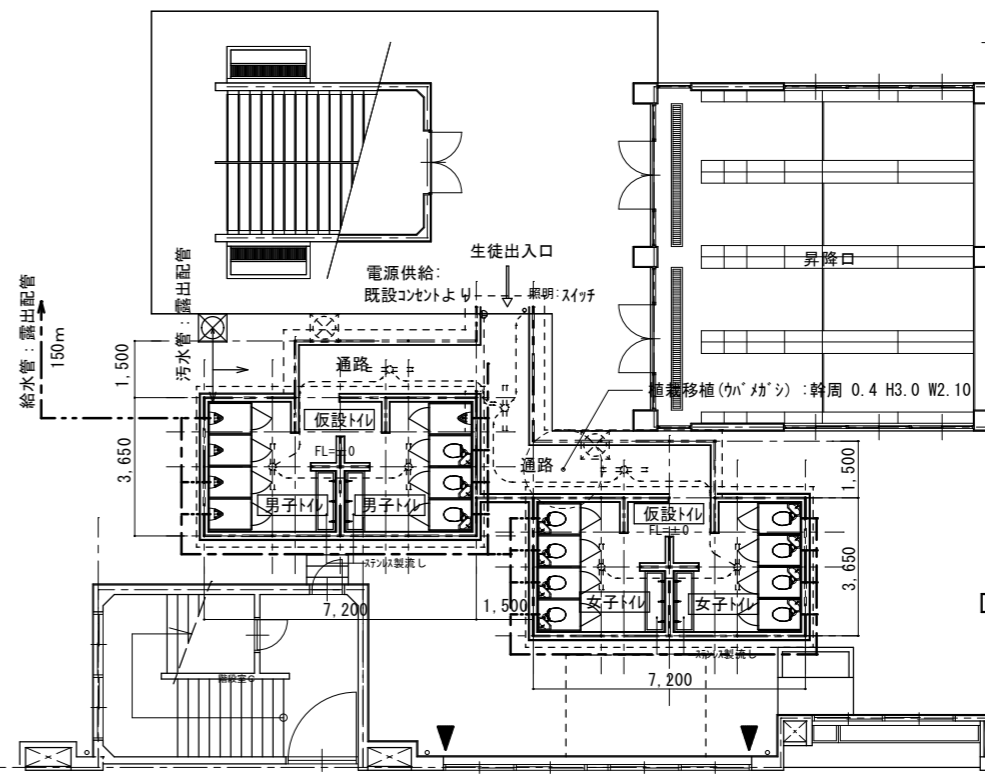 生徒出入口
電源供給:
既設コンセントより
照明:スイッチ
昇降口
給水管:露出配管
150m
汚水管:露出配管
1,500
通路
植栽移植(ウバメガシ):幹周 0.4 H3.0 W2.10
仮設トイレ
FL=±0
3,650
男子トイレ
男子トイレ
通路
1,500
仮設トイレ
FL=±0
3,650
ステンレス製流し
女子トイレ
女子トイレ
7,200
1,500
ステンレス製流し
7,200